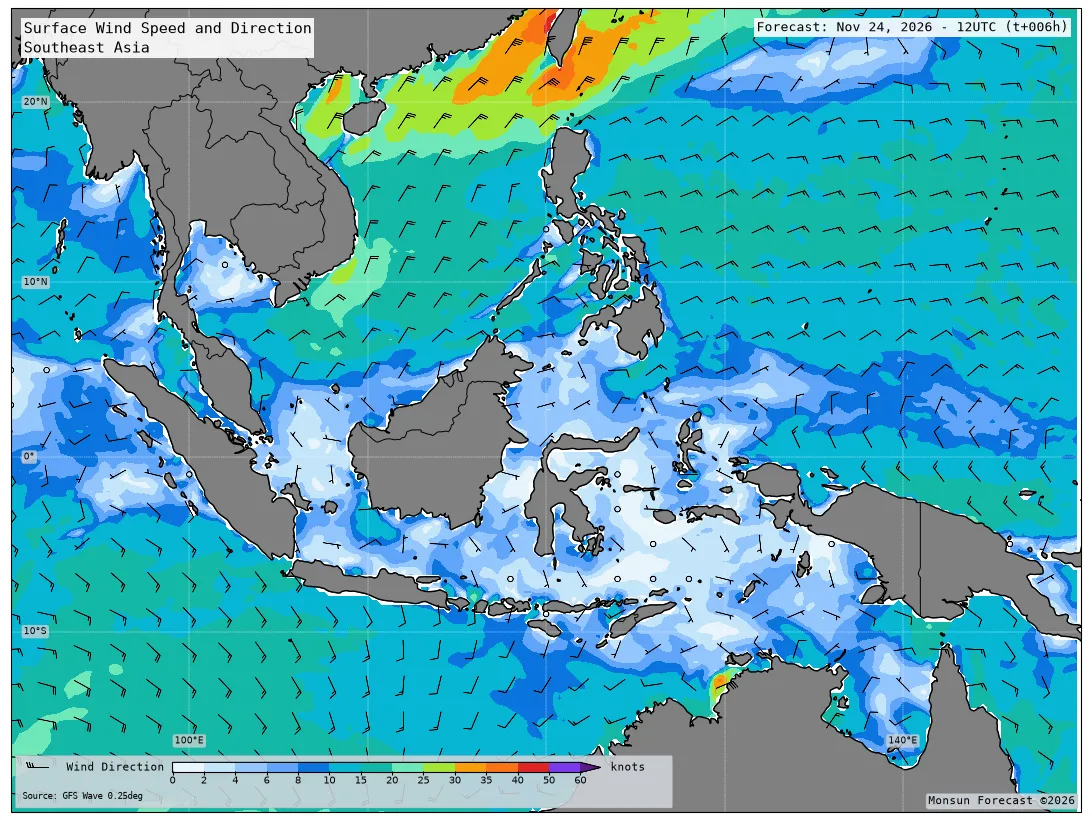 Surface Wind Speed and Direction
Southeast Asia
Forecast: Nov 24, 2026 - 12UTC (t+006h)
20°N
10°N
0°
10°S
100°E
140°E
Wind Direction
knots
0 2 4 6 8 10 15 20 25 30 35 40 50 60
Source: GFS Wave 0.25deg
Monsun Forecast ©2026